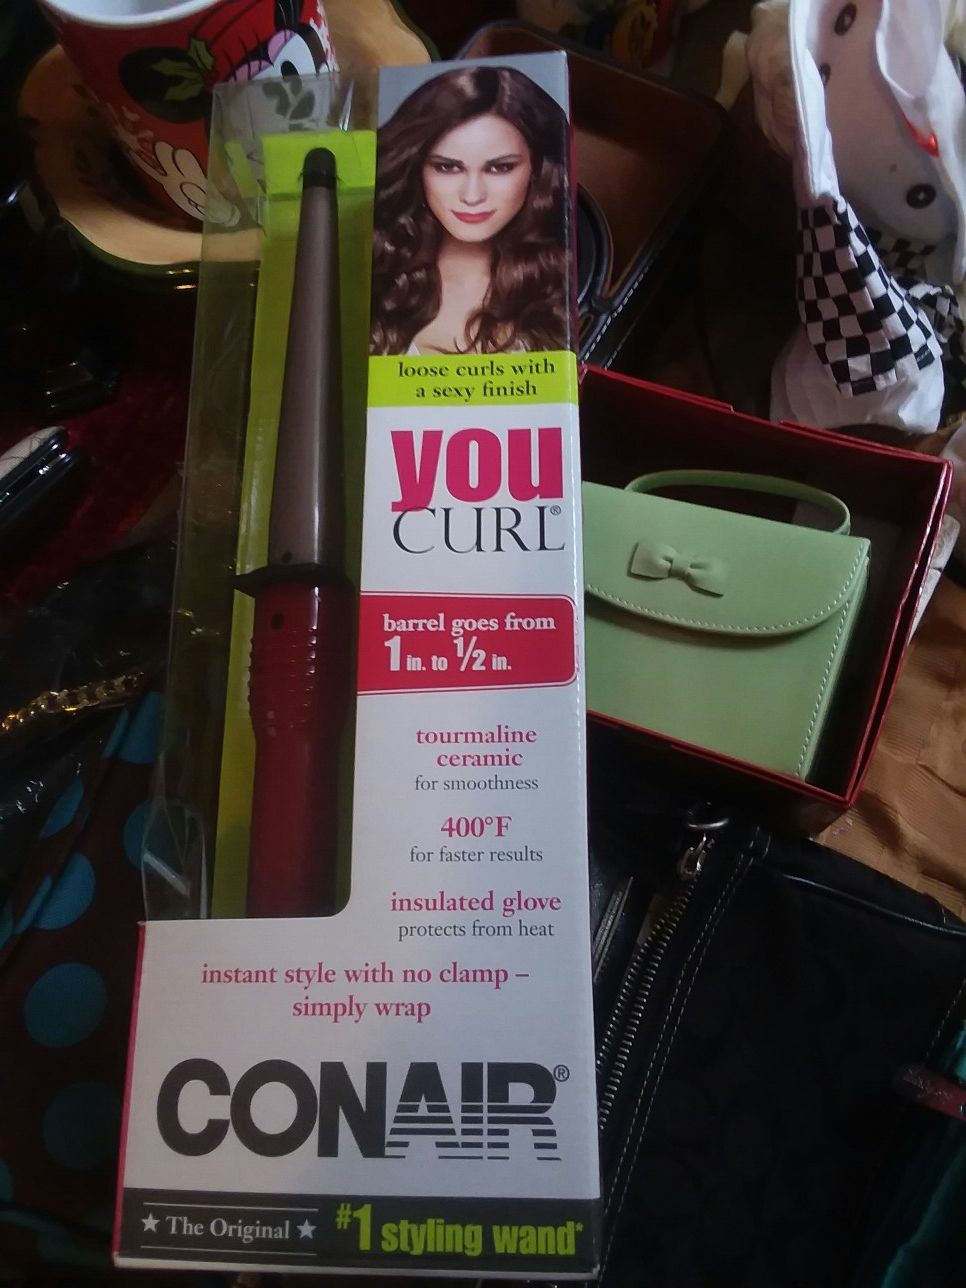 loose curls with
a sexy finish
you
CURL®
barrel goes from
1 in. to 1/2 in.
tourmaline
ceramic
for smoothness
400°F
for faster results
insulated glove
protects from heat
instant style with no clamp –
simply wrap
CONAIR®
★ The Original ★ #1 styling wand*